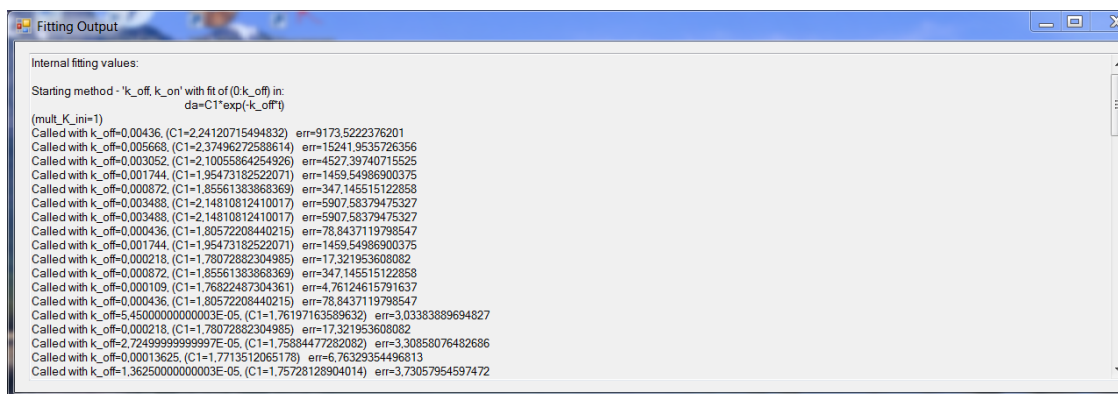 Fitting Output
Internal fitting values:
Starting method - 'k_off, k_on' with fit of (0:k_off) in:
da=C1*exp(-k_off*t)
(mult_K_ini=1)
Called with k_off=0,00436, (C1=2,24120715494832) err=9173,5222376201
Called with k_off=0,005668, (C1=2,37496272588614) err=15241,9535726356
Called with k_off=0,003052, (C1=2,10055864254926) err=4527,39740715525
Called with k_off=0,001744, (C1=1,95473182522071) err=1459,54986900375
Called with k_off=0,000872, (C1=1,85561383868369) err=347,145515122858
Called with k_off=0,003488, (C1=2,14810812410017) err=5907,58379475327
Called with k_off=0,003488, (C1=2,14810812410017) err=5907,58379475327
Called with k_off=0,000436, (C1=1,80572208440215) err=78,8437119798547
Called with k_off=0,001744, (C1=1,95473182522071) err=1459,54986900375
Called with k_off=0,000218, (C1=1,78072882304985) err=17,321953608082
Called with k_off=0,000872, (C1=1,85561383868369) err=347,145515122858
Called with k_off=0,000109, (C1=1,76822487304361) err=4,76124615791637
Called with k_off=0,000436, (C1=1,80572208440215) err=78,8437119798547
Called with k_off=5,45000000000003E-05, (C1=1,76197163589632) err=3,03383889694827
Called with k_off=0,000218, (C1=1,78072882304985) err=17,321953608082
Called with k_off=2,72499999999997E-05, (C1=1,75884477282082) err=3,30858076482686
Called with k_off=0,00013625, (C1=1,7713512065178) err=6,76329354496813
Called with k_off=1,36250000000003E-05, (C1=1,75728128904014) err=3,73057954597472